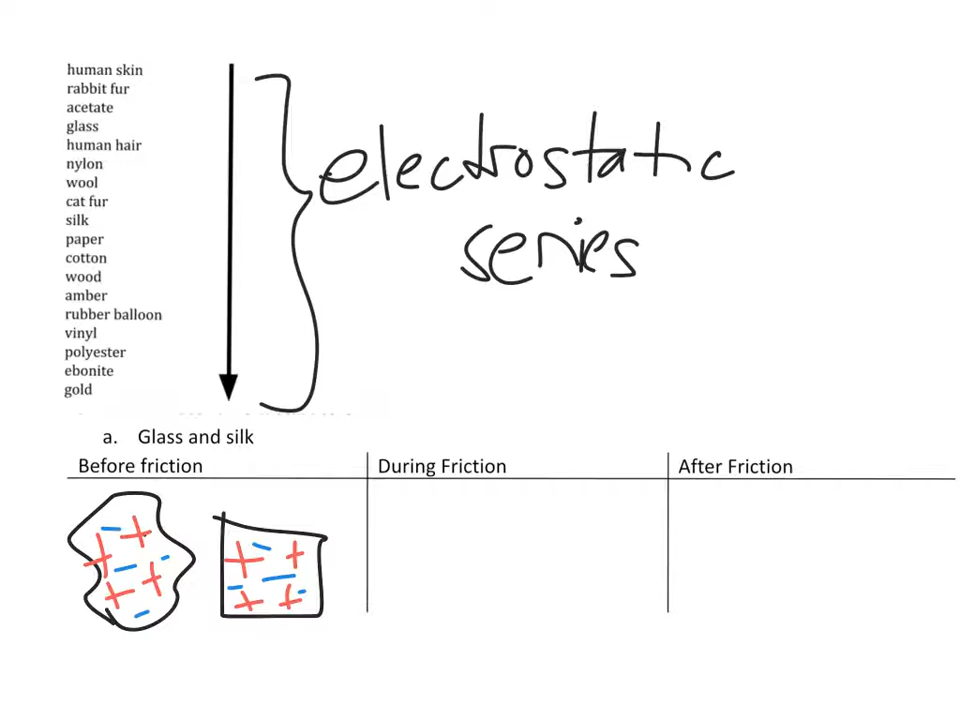 human skin
rabbit fur
acetate
glass
human hair
nylon
wool
cat fur
silk
paper
cotton
wood
amber
rubber balloon
vinyl
polyester
ebonite
gold
electrostatic
series
a. Glass and silk
Before friction
During Friction
After Friction